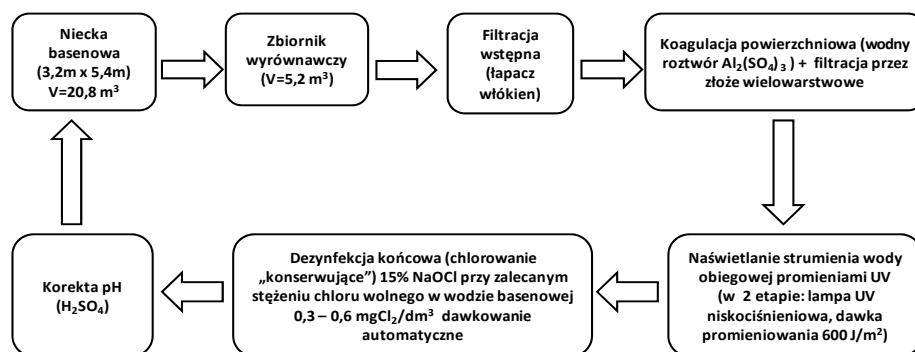 Niecka
basenowa
(3,2m x 5,4m)
V=20,8 m³
Zbiornik
wyrównawczy
(V=5,2 m³)
Filtracja
wstępna
(łapacz
włókien)
Koagulacja powierzchniowa (wodny
roztwór Al₂(SO₄)₃ ) + filtracja przez
złoże wielowarstwowe
Naświetlanie strumienia wody
obiegowej promieniami UV
(w 2 etapie: lampa UV
niskociśnieniowa, dawka
promieniowania 600 J/m²)
Dezynfekcja końcowa (chlorowanie
„konserwujące”) 15% NaOCl przy zalecanym
stężeniu chloru wolnego w wodzie basenowej
0,3 – 0,6 mgCl₂/dm³ dawkowanie
automatyczne
Korekta pH
(H₂SO₄)